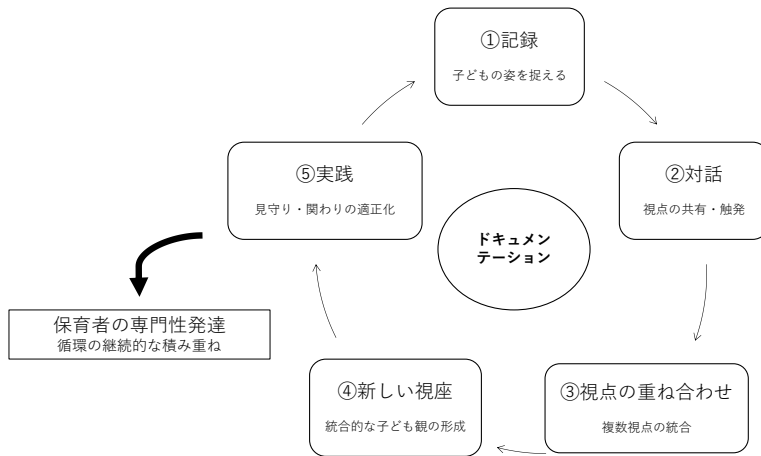 ①記録
子どもの姿を捉える
②対話
視点の共有・触発
③視点の重ね合わせ
複数視点の統合
④新しい視座
統合的な子ども観の形成
⑤実践
見守り・関わりの適正化
ドキュメン
テーション
保育者の専門性発達
循環の継続的な積み重ね